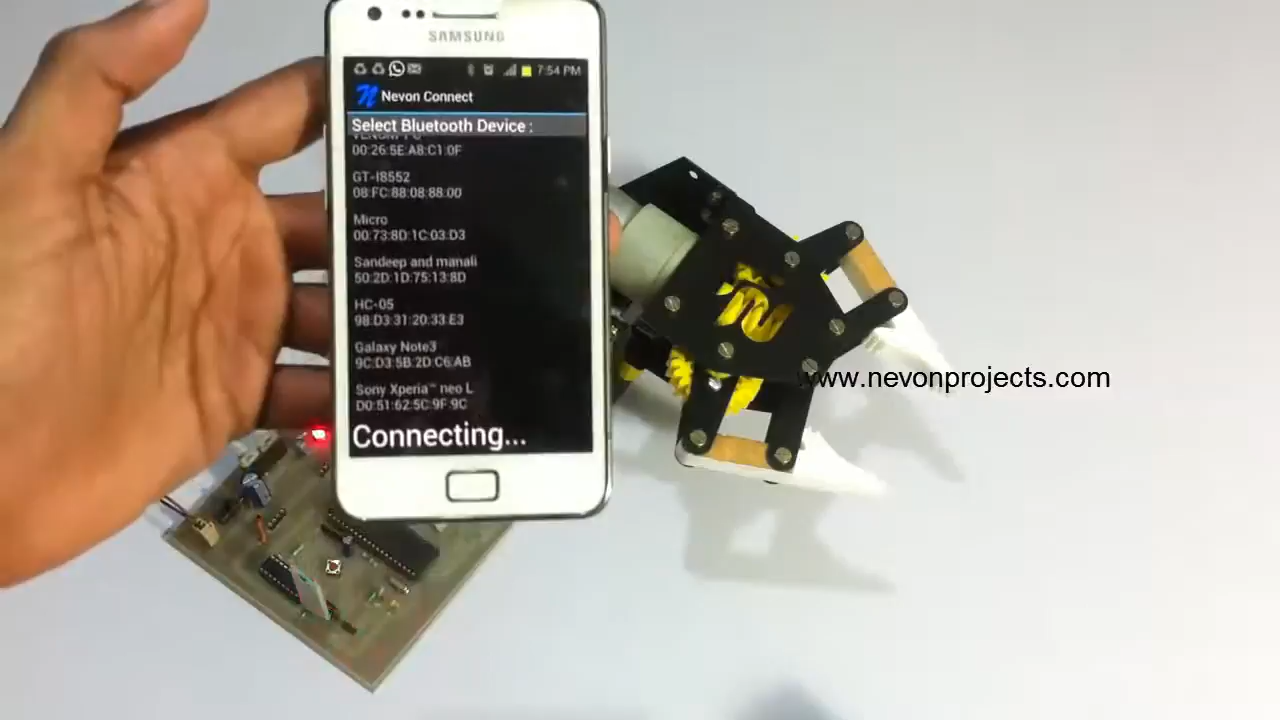 SAMSUNG
7:54 PM
Nevon Connect
Select Bluetooth Device :
00:26:5E:A8:C1:0F
GT-I8552
08:FC:88:08:88:00
Micro
00:73:8D:1C:03:D3
Sandeep and manali
50:2D:1D:75:13:8D
HC-05
98:D3:31:20:33:E3
Galaxy Note3
9C:D3:5B:2D:C6:AB
Sony Xperia™ neo L
D0:51:62:5C:9F:9C
Connecting...
www.nevonprojects.com